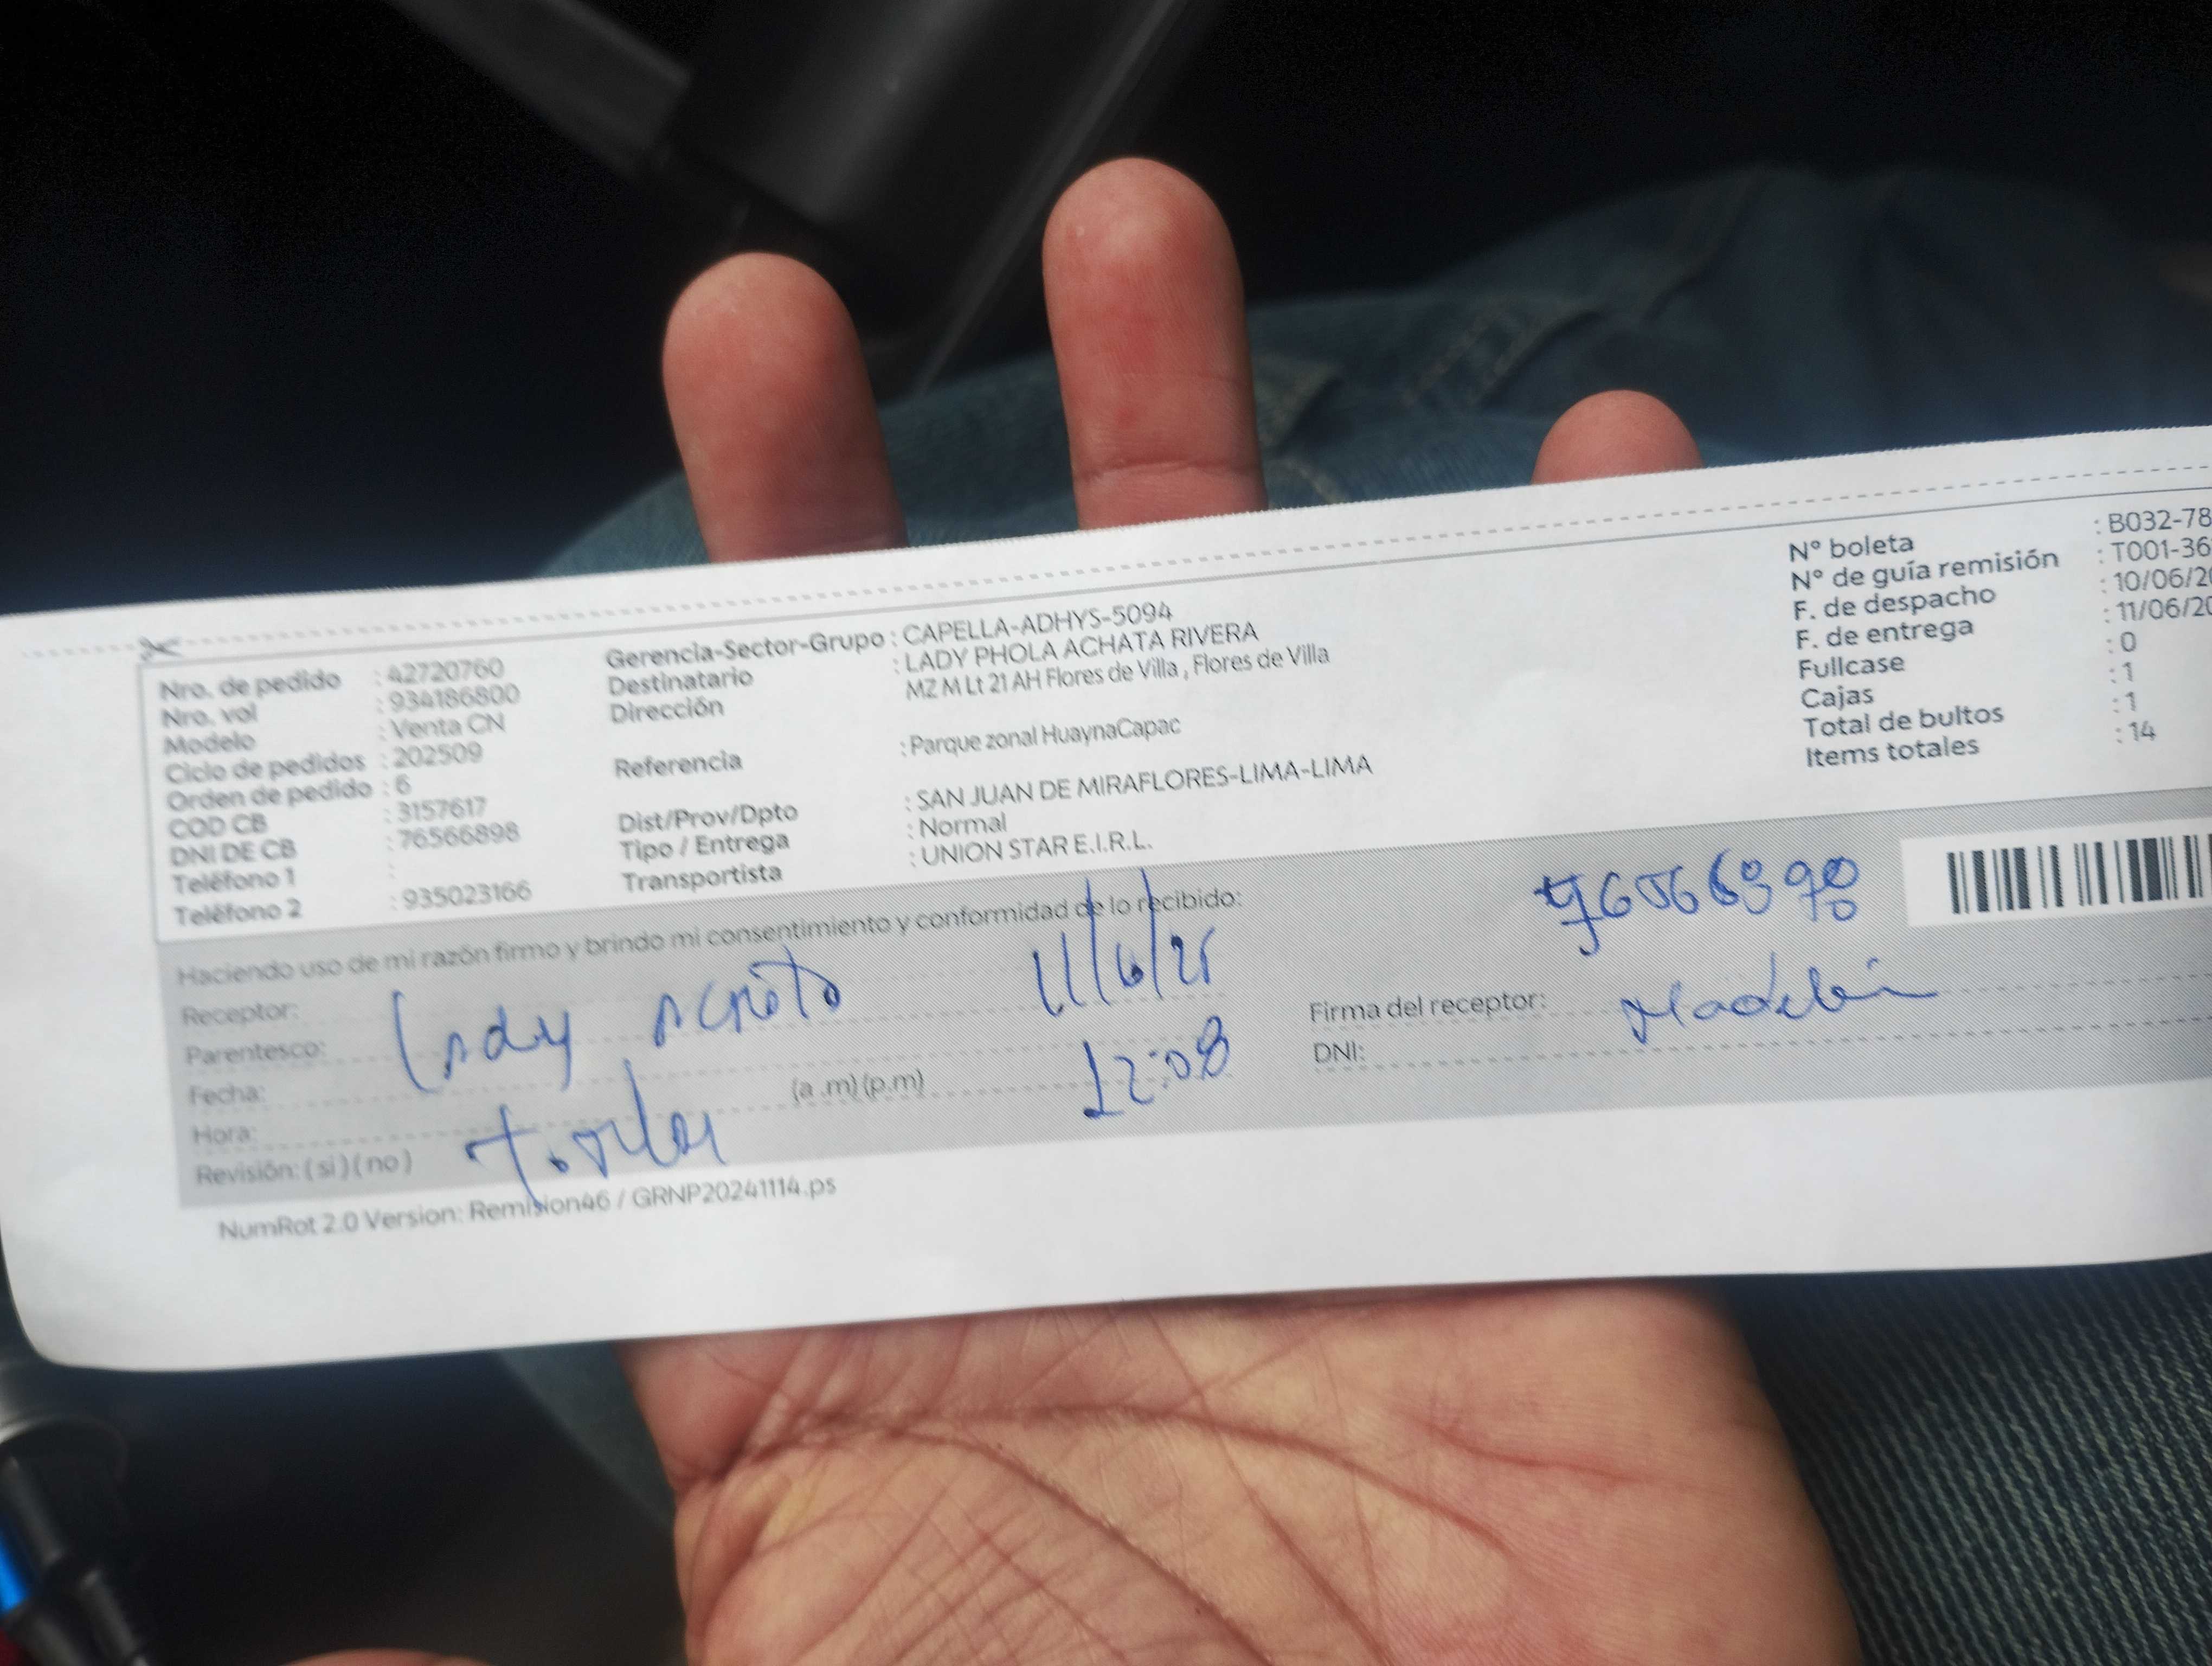 Nro. de pedido : 42720760
Nro. vol : 934186800
Modelo : Venta CN
Ciclo de pedidos : 202509
Orden de pedido : 6
COD CB : 3157617
DNI DE CB : 76566898
Teléfono 1 :
Teléfono 2 : 935023166
Gerencia-Sector-Grupo : CAPELLA-ADHYS-5094
Destinatario : LADY PHOLA ACHATA RIVERA
Dirección MZ M Lt 21 AH Flores de Villa , Flores de Villa
Referencia : Parque zonal HuaynaCapac
Dist/Prov/Dpto : SAN JUAN DE MIRAFLORES-LIMA-LIMA
Tipo / Entrega : Normal
Transportista : UNION STAR E.I.R.L.
N° boleta : B032-78
N° de guía remisión : T001-36
F. de despacho : 10/06/20
F. de entrega : 11/06/20
Fullcase : 0
Cajas : 1
Total de bultos : 1
Items totales : 14
Haciendo uso de mi razón firmo y brindo mi consentimiento y conformidad de lo recibido:
Receptor: Lady
Parentesco:
Fecha: 11/6/25
Hora: (a .m) (p.m) 12:08
Revisión: ( si ) ( no )
Firma del receptor:
DNI:
NumRot 2.0 Version: Remision46 / GRNP20241114.ps